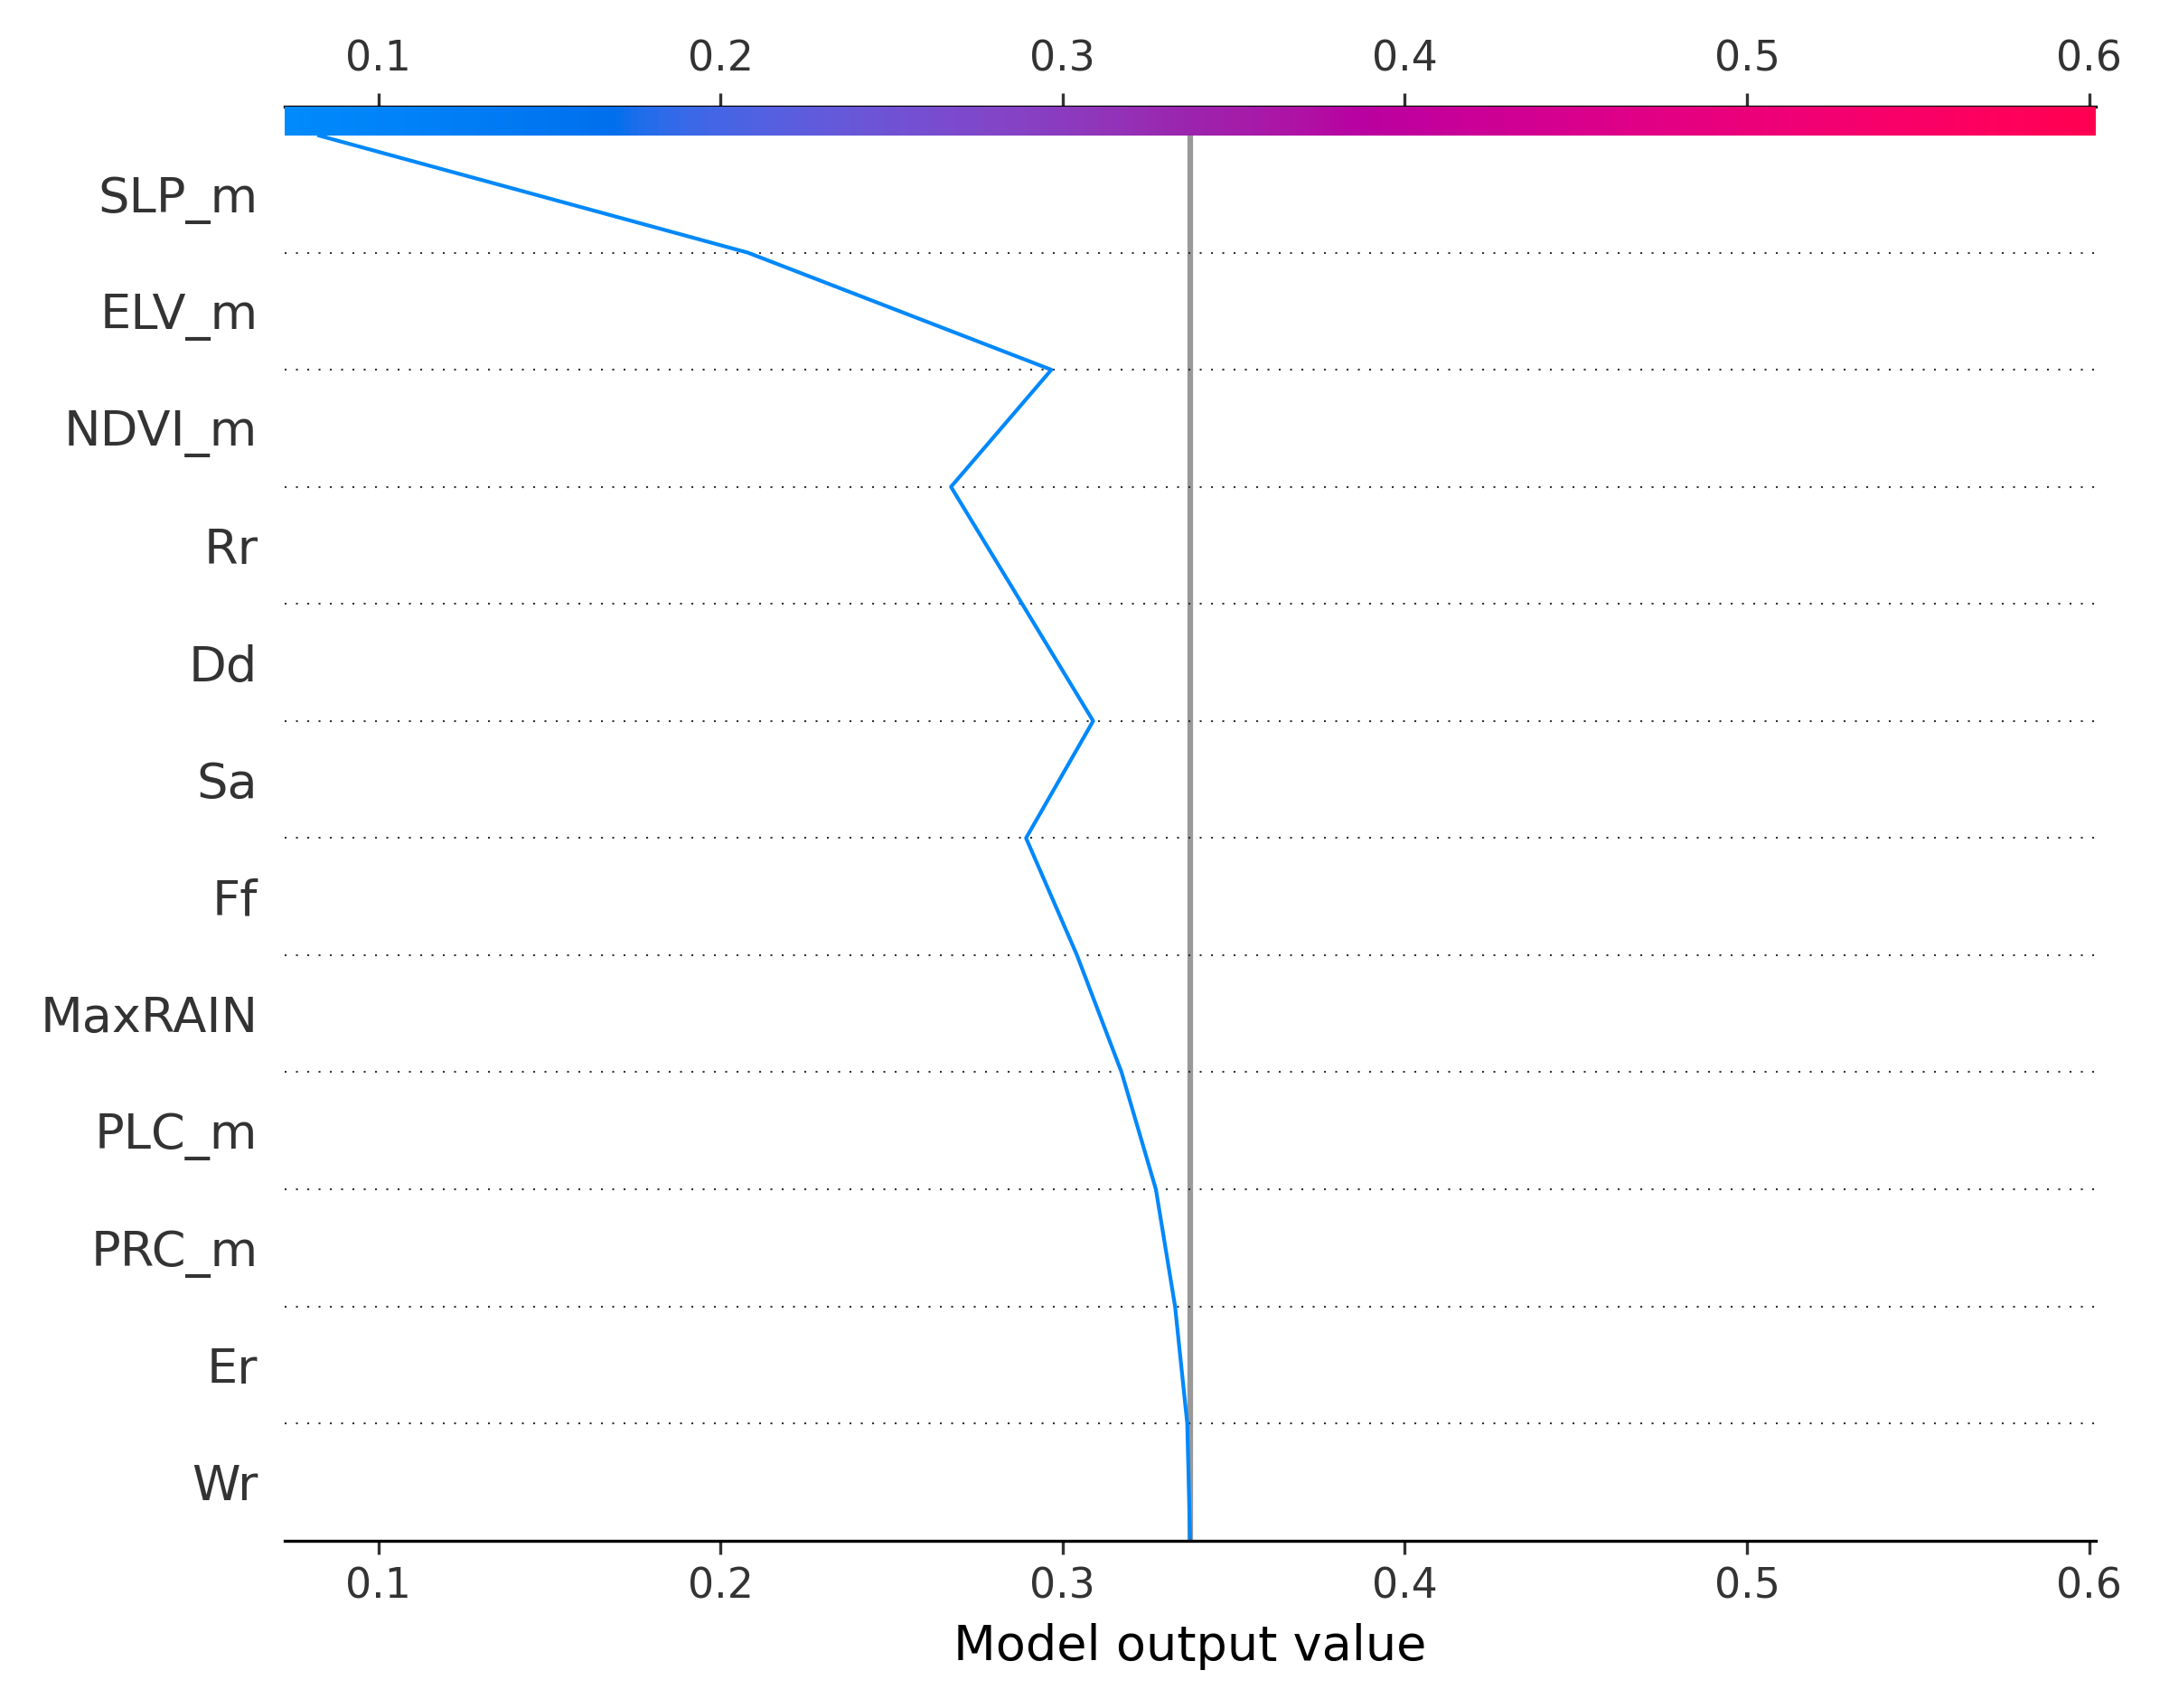 0.1 0.2 0.3 0.4 0.5 0.6
SLP_m
ELV_m
NDVI_m
Rr
Dd
Sa
Ff
MaxRAIN
PLC_m
PRC_m
Er
Wr
0.1 0.2 0.3 0.4 0.5 0.6
Model output value